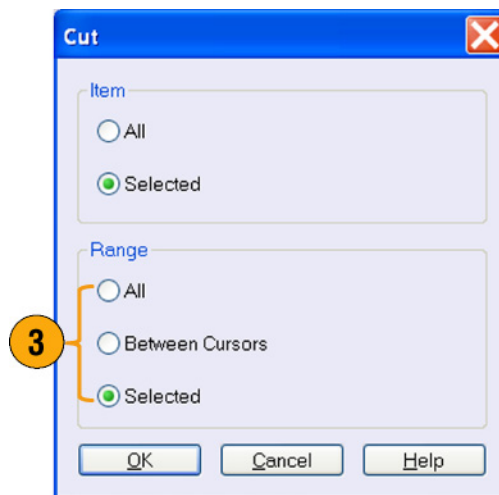 Cut
Item
All
Selected
Range
All
3
Between Cursors
Selected
OK Cancel Help